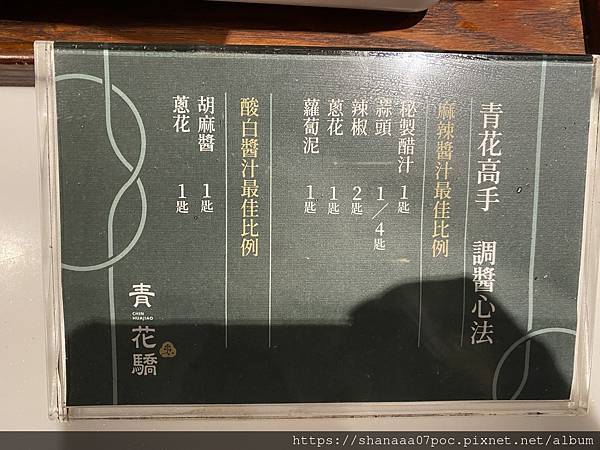 青花高手 調醬心法
麻辣醬汁最佳比例
秘製醋汁 1匙
蒜頭 1/4匙
辣椒 2匙
蔥花 1匙
蘿蔔泥 1匙
酸白醬汁最佳比例
胡麻醬 1匙
蔥花 1匙
青花驕
CHIN HUAJIAO
https://shanaaa07poc.pixnet.net/album